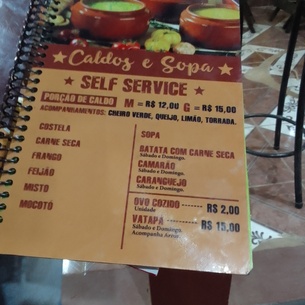 Caldos e Sopa
SELF SERVICE
PORÇÃO DE CALDO M = R$ 12,00 G = R$ 15,00
ACOMPANHAMENTOS: CHEIRO VERDE, QUEIJO, LIMÃO, TORRADA.
COSTELA
CARNE SECA
FRANGO
FEIJÃO
MISTO
MOCOTÓ
SOPA
BATATA COM CARNE SECA
Sábado e Domingo.
CAMARÃO
Sábado e Domingo.
CARANGUEJO
Sábado e Domingo.
OVO COZIDO -------- R$ 2,00
Unidade
VATAPÁ -------- R$ 15,00
Sábado e Domingo.
Acompanha Arroz